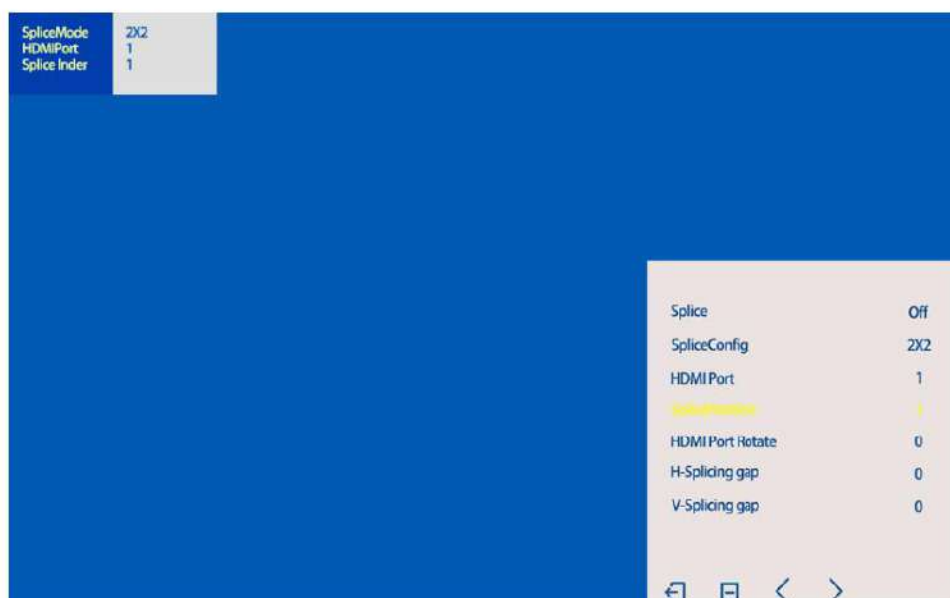 SpliceMode 2X2
HDMIPort 1
Splice Inder 1
Splice Off
SpliceConfig 2X2
HDMI Port 1
HDMI Port Rotate 0
H-Splicing gap 0
V-Splicing gap 0